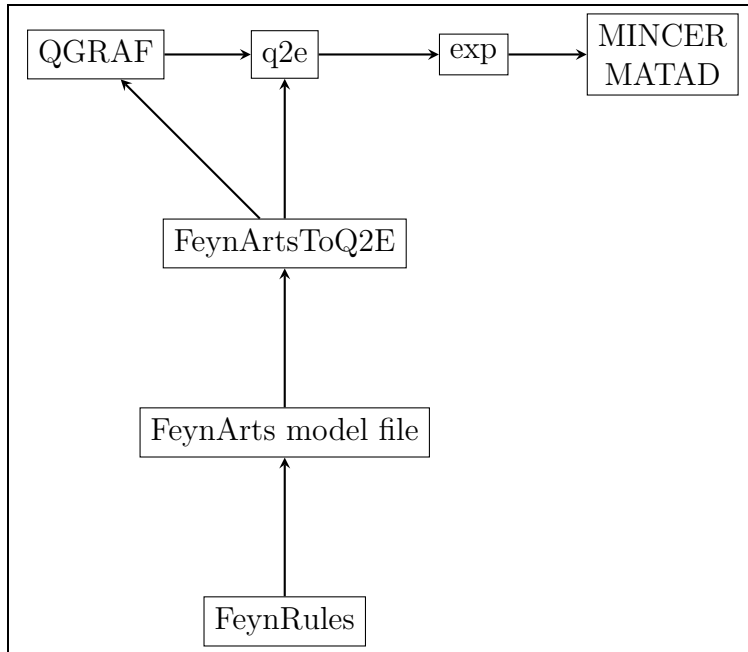 QGRAF
q2e
exp
MINCER
MATAD
FeynArtsToQ2E
FeynArts model file
FeynRules